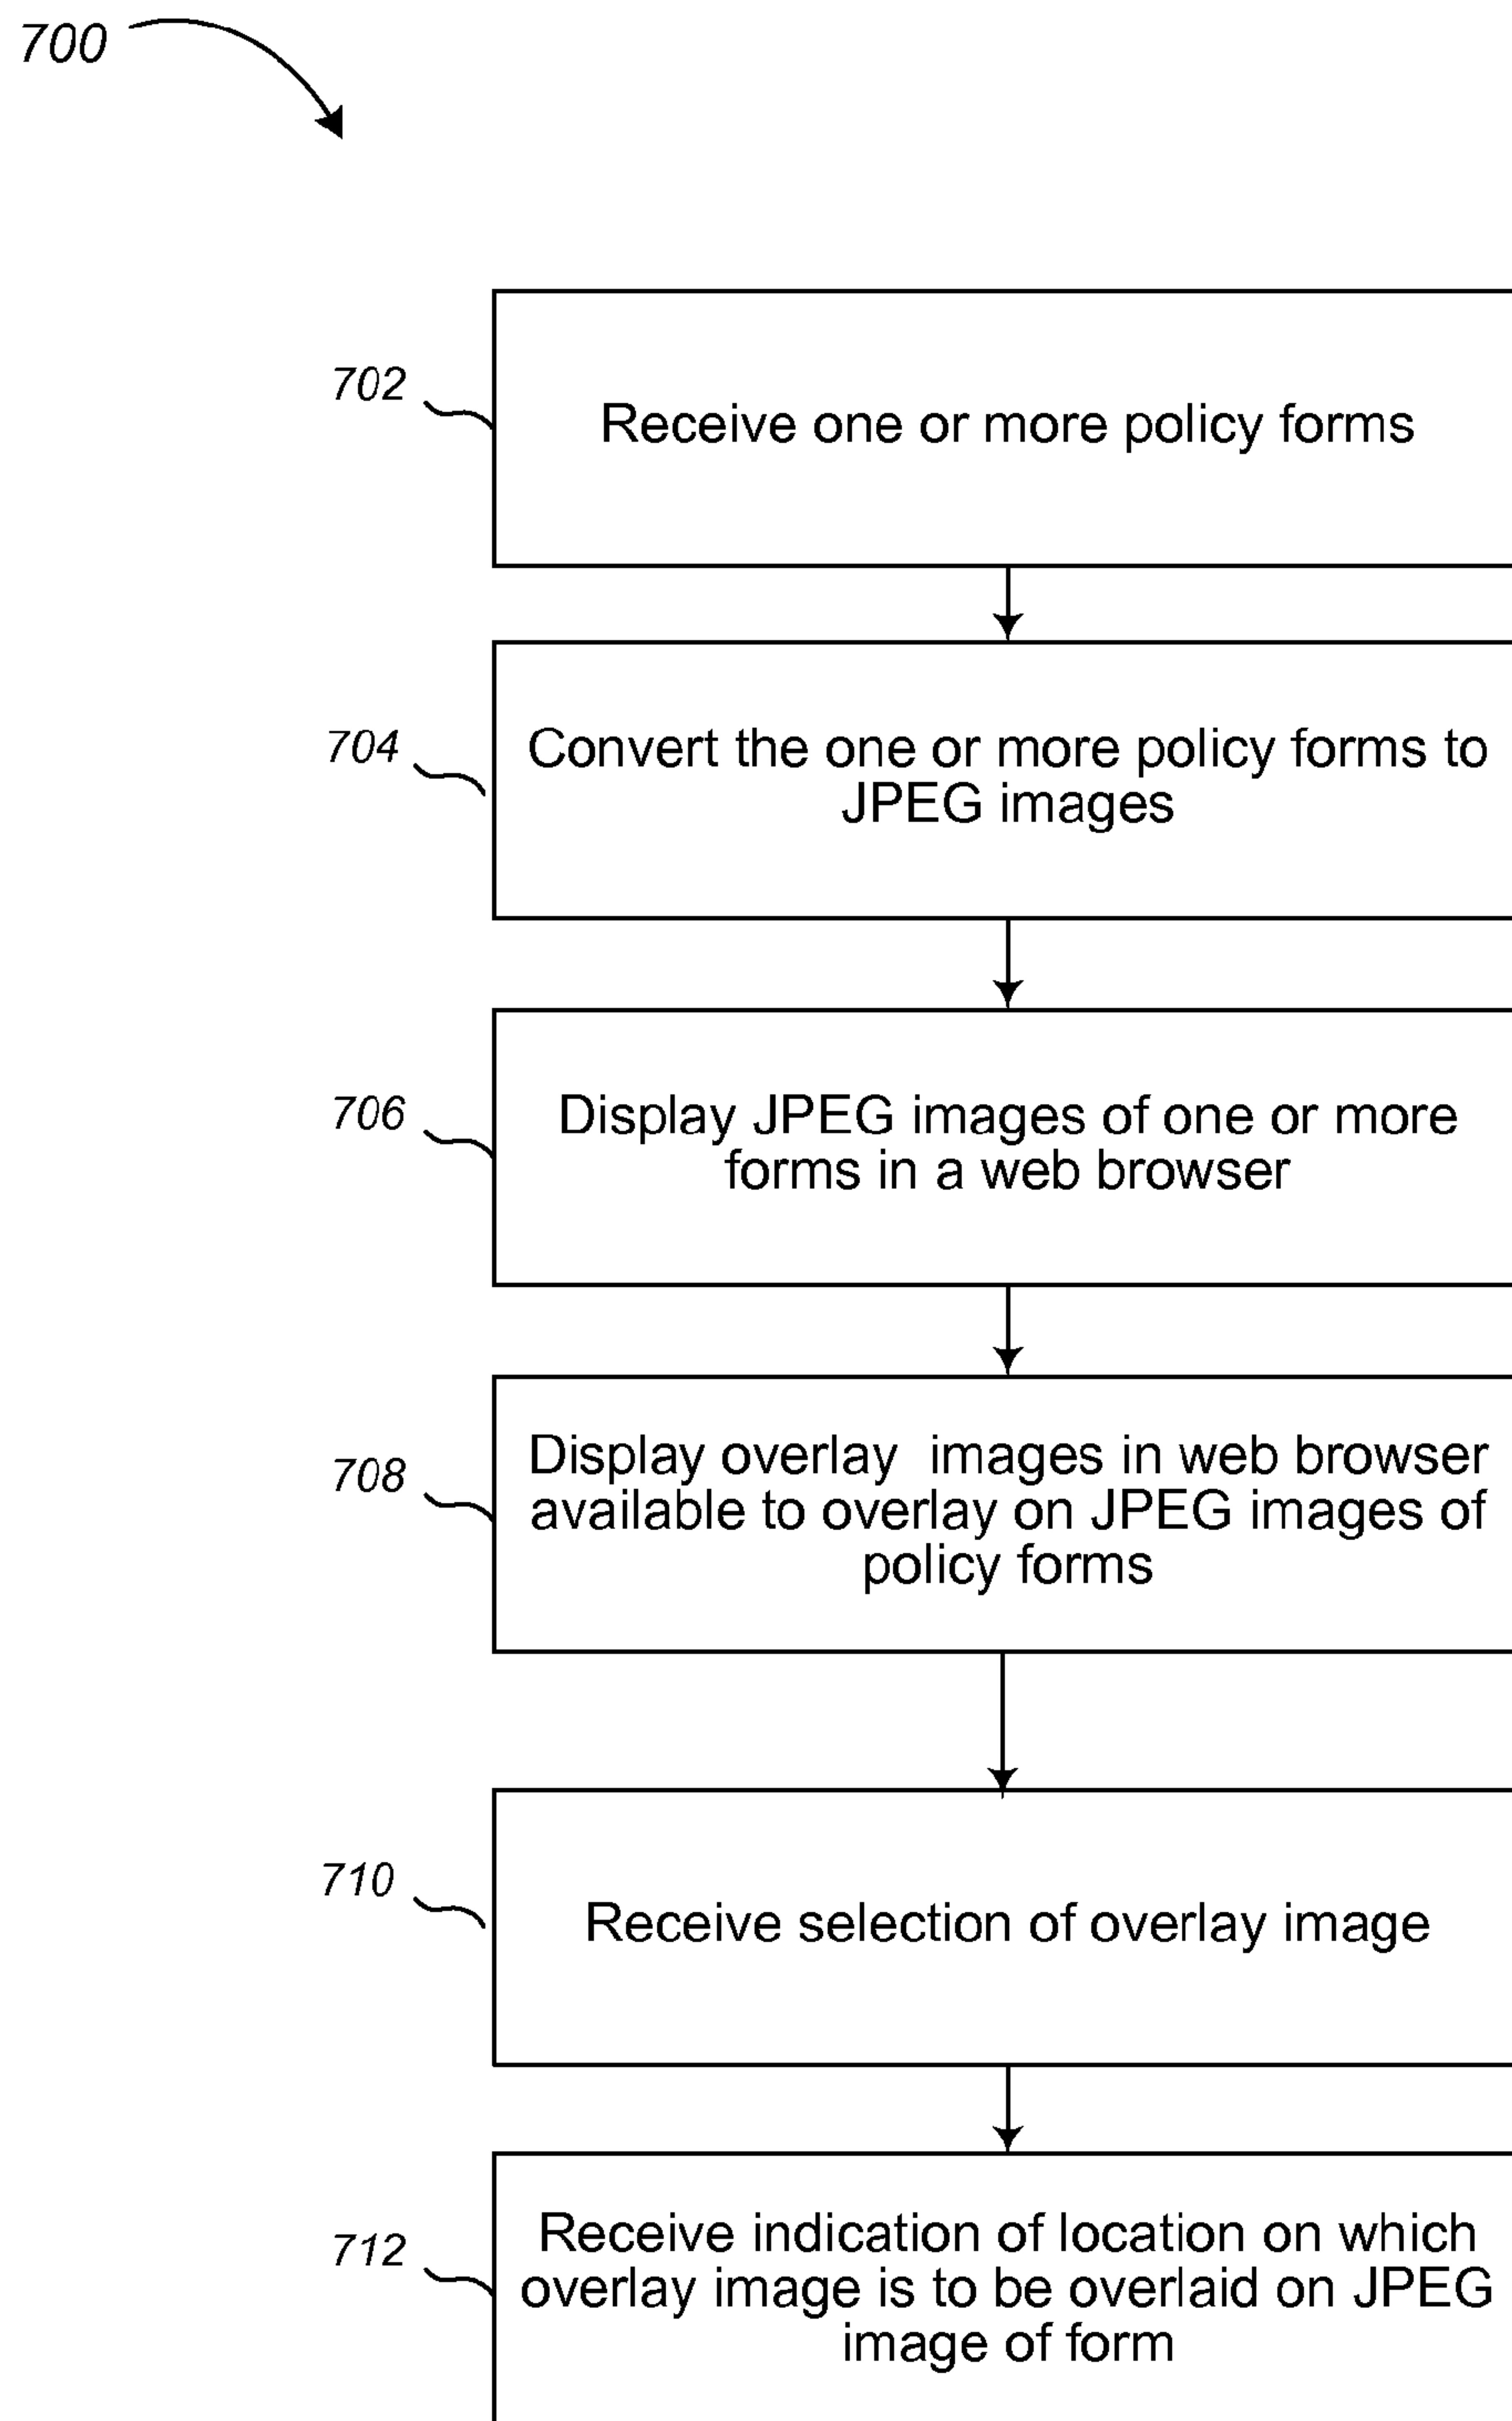 700
702
Receive one or more policy forms
704
Convert the one or more policy forms to
JPEG images
706
Display JPEG images of one or more
forms in a web browser
708
Display overlay  images in web browser
available to overlay on JPEG images of
policy forms
710
Receive selection of overlay image
712
Receive indication of location on which
overlay image is to be overlaid on JPEG
image of form